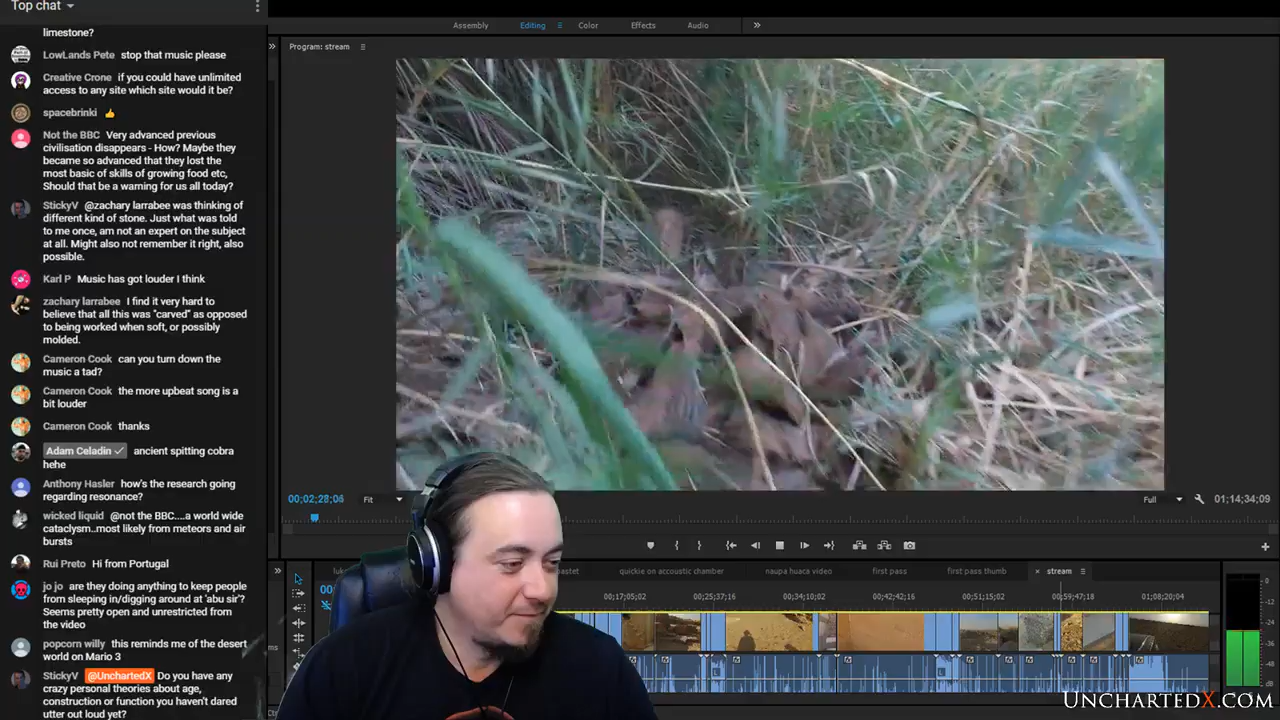 Top chat
limestone?
LowLands Pete stop that music please
Creative Crone if you could have unlimited
access to any site which site would it be?
spacebrinki 👍
Not the BBC Very advanced previous
civilisation disappears - How? Maybe they
became so advanced that they lost the
most basic of skills of growing food etc,
Should that be a warning for us all today?
StickyV @zachary larrabee was thinking of
different kind of stone. Just what was told
to me once, am not an expert on the subject
at all. Might also not remember it right, also
possible.
Karl P Music has got louder I think
zachary larrabee I find it very hard to
believe that all this was "carved" as opposed
to being worked when soft, or possibly
molded.
Cameron Cook can you turn down the
music a tad?
Cameron Cook the more upbeat song is a
bit louder
Cameron Cook thanks
Adam Celadin ✓ ancient spitting cobra
hehe
Anthony Hasler how's the research going
regarding resonance?
wicked liquid @not the BBC....a world wide
cataclysm..most likely from meteors and air
bursts
Rui Preto Hi from Portugal
jo jo are they doing anything to keep people
from sleeping in/digging around at 'abu sir'?
Seems pretty open and unrestricted from
the video
popcorn willy this reminds me of the desert
world on Mario 3
StickyV @UnchartedX Do you have any
crazy personal theories about age,
construction or function you haven't dared
utter out loud yet?
Assembly Editing Color Effects Audio
Program: stream
00;02;28;06 Fit Full 01;14;34;09
quickie on accoustic chamber naupa huaca video first pass first pass thumb × stream
00;17;05;02 00;25;37;16 00;34;10;09 00;42;42;16 00;51;15;02 00;59;47;18 01;08;20;04
UnchartedX.com